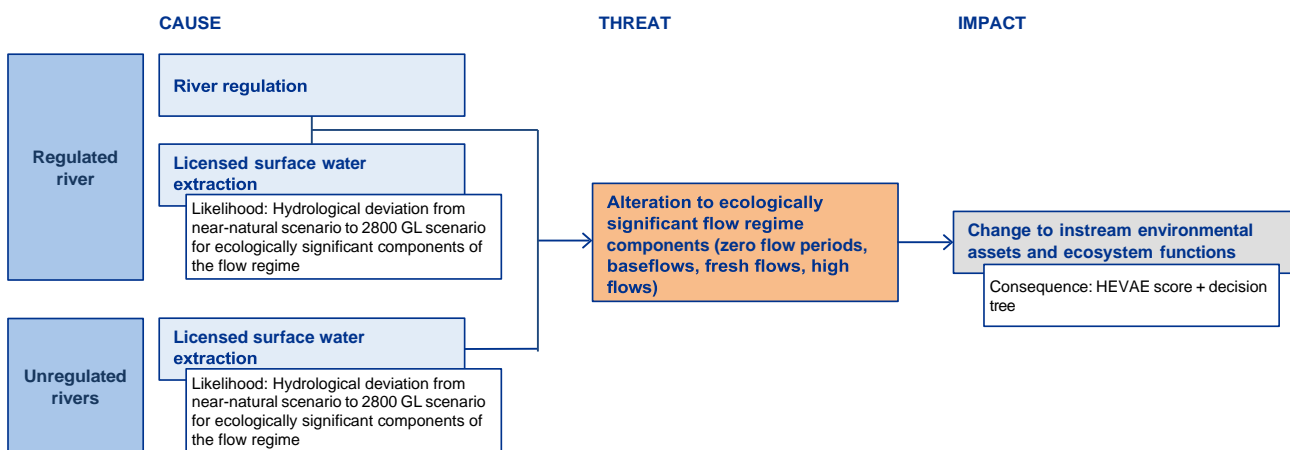 CAUSE
THREAT
IMPACT
Regulated
river
River regulation
Licensed surface water
extraction
Likelihood: Hydrological deviation from
near-natural scenario to 2800 GL scenario
for ecologically significant components of
the flow regime
Unregulated
rivers
Licensed surface water
extraction
Likelihood: Hydrological deviation from
near-natural scenario to 2800 GL scenario
for ecologically significant components of
the flow regime
Alteration to ecologically
significant flow regime
components (zero flow periods,
baseflows, fresh flows, high
flows)
Change to instream environmental
assets and ecosystem functions
Consequence: HEVAE score + decision
tree